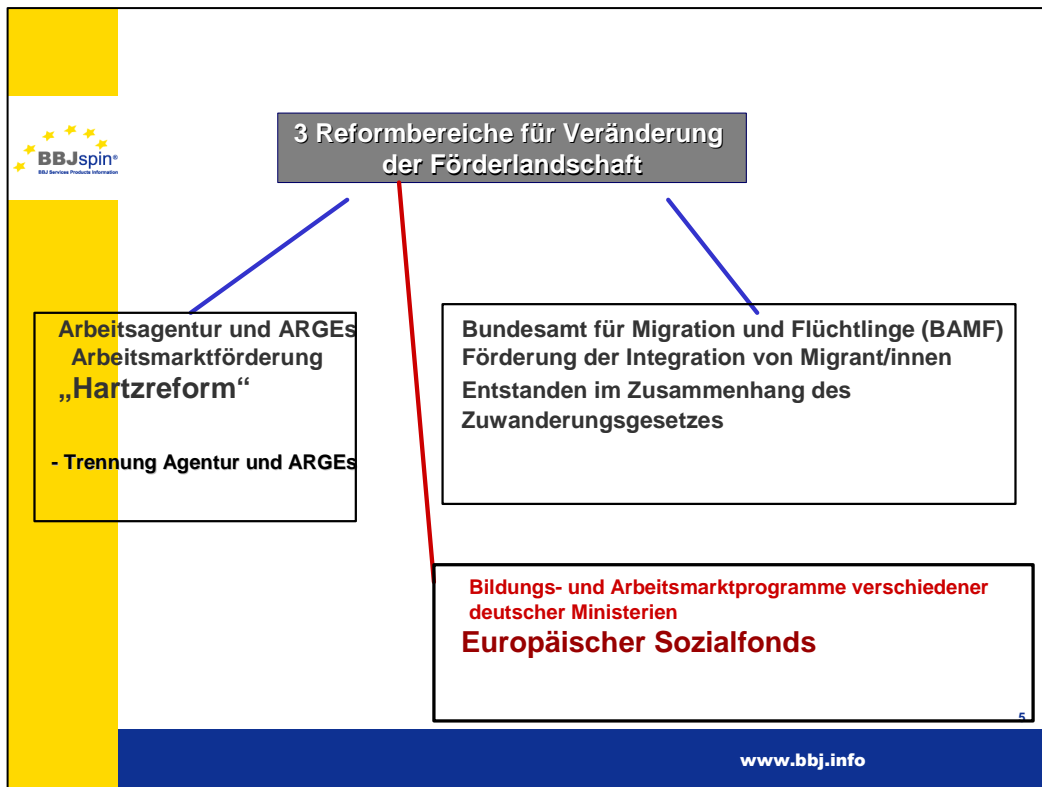 BBJspin®
BBJ Services Products Information
3 Reformbereiche für Veränderung
der Förderlandschaft
Arbeitsagentur und ARGEs
Arbeitsmarktförderung
„Hartzreform“
- Trennung Agentur und ARGEs
Bundesamt für Migration und Flüchtlinge (BAMF)
Förderung der Integration von Migrant/innen
Entstanden im Zusammenhang des
Zuwanderungsgesetzes
Bildungs- und Arbeitsmarktprogramme verschiedener
deutscher Ministerien
Europäischer Sozialfonds
5
www.bbj.info